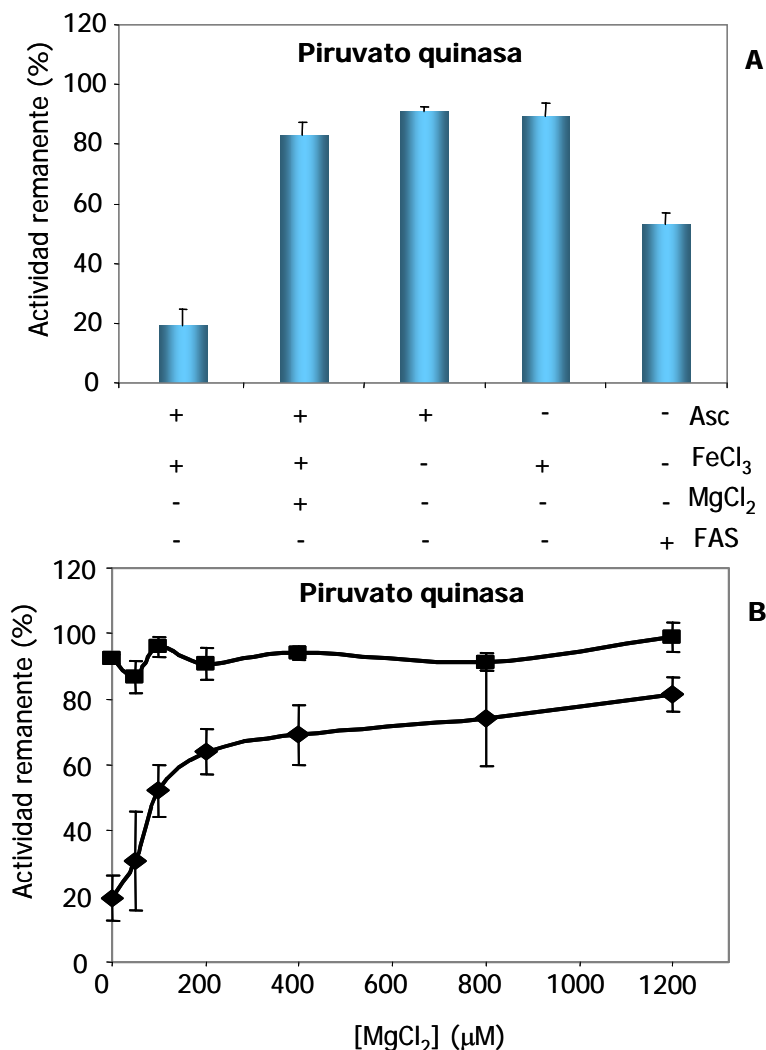 Piruvato quinasa
A
Actividad remanente (%)
120
100
80
60
40
20
0
+ + + - - Asc
+ + - + - FeCl₃
- + - - - MgCl₂
- - - - + FAS
Piruvato quinasa
B
Actividad remanente (%)
120
100
80
60
40
20
0
0 200 400 600 800 1000 1200
[MgCl₂] (µM)